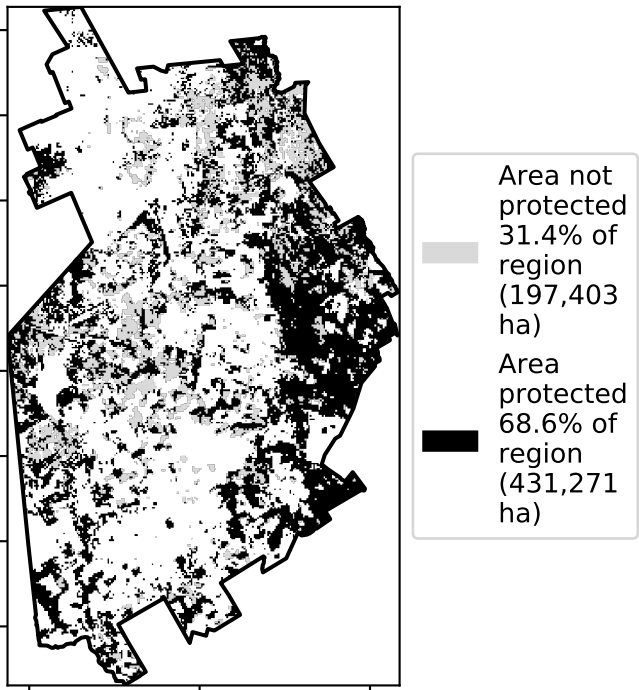 Area not
protected
31.4% of
region
(197,403
ha)
Area
protected
68.6% of
region
(431,271
ha)